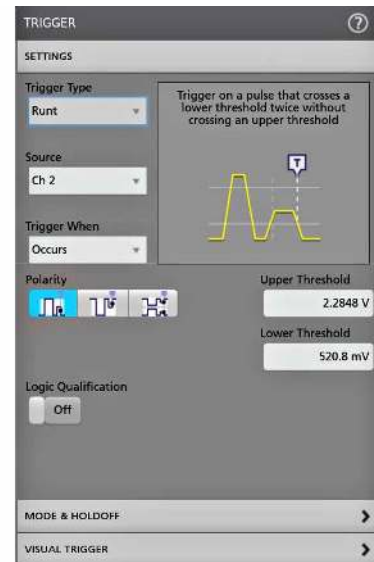 TRIGGER
?
SETTINGS
Trigger Type
Runt
Trigger on a pulse that crosses a
lower threshold twice without
crossing an upper threshold
T
Source
Ch 2
Trigger When
Occurs
Polarity
Upper Threshold
2.2848 V
Lower Threshold
520.8 mV
Logic Qualification
Off
MODE & HOLDOFF
VISUAL TRIGGER